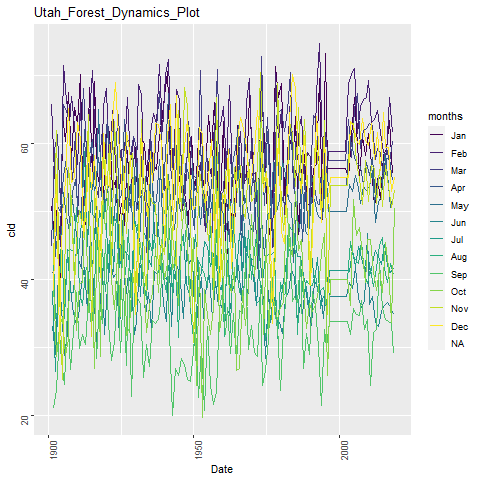 Utah_Forest_Dynamics_Plot
cld
60
40
20
1900
1950
2000
Date
months
Jan
Feb
Mar
Apr
May
Jun
Jul
Aug
Sep
Oct
Nov
Dec
NA